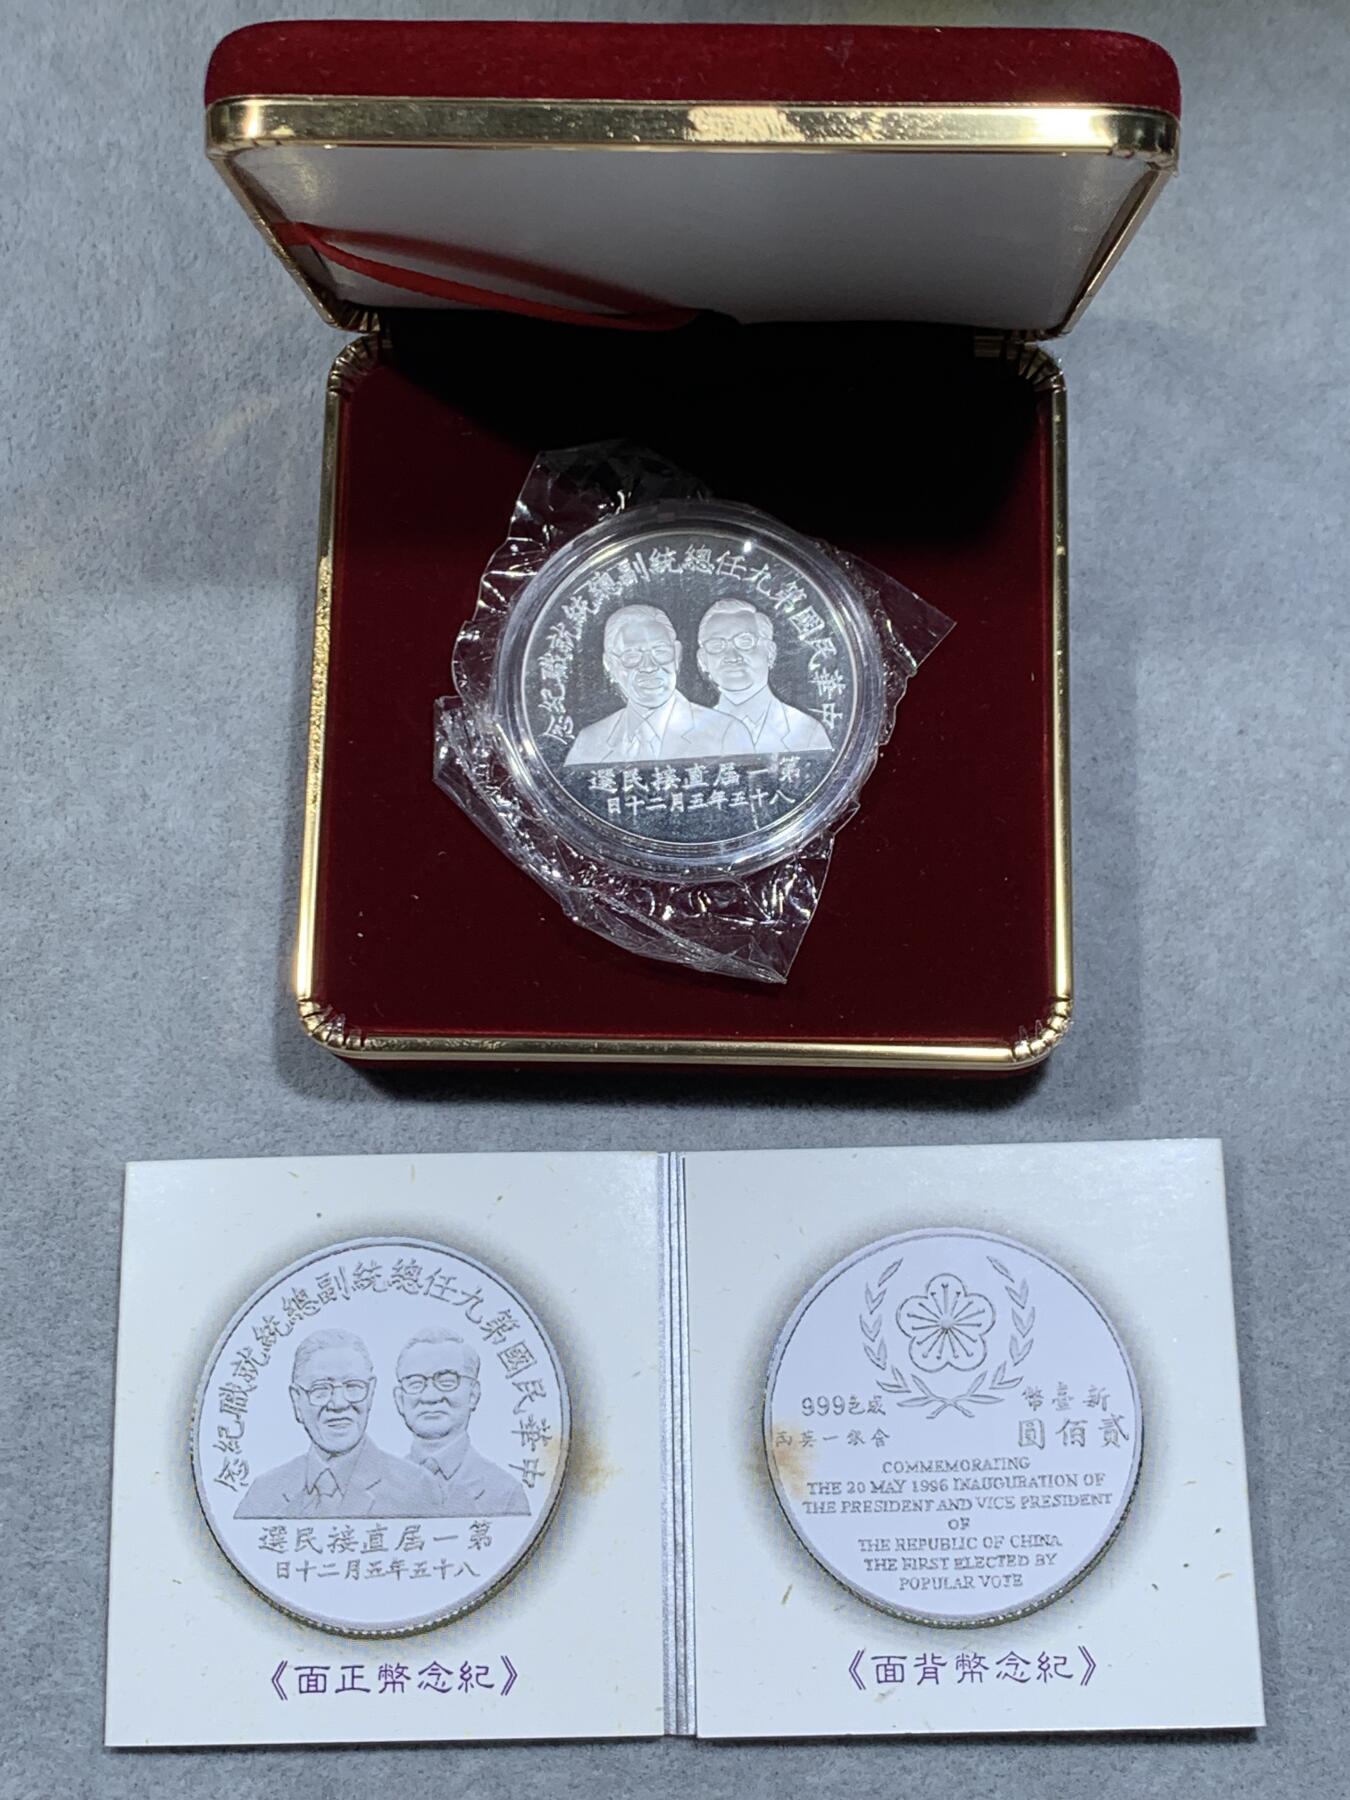 中華民國第九任總統副總統就職紀念
第一屆直接民選
八十五年五月二十日
中華民國第九任總統副總統就職紀念
第一屆直接民選
八十五年五月二十日
《紀念幣正面》
新臺幣
貳佰圓
成色999
含銀一英兩
COMMEMORATING
THE 20 MAY 1996 INAUGURATION OF
THE PRESIDENT AND VICE PRESIDENT
OF
THE REPUBLIC OF CHINA
THE FIRST ELECTED BY
POPULAR VOTE
《紀念幣背面》